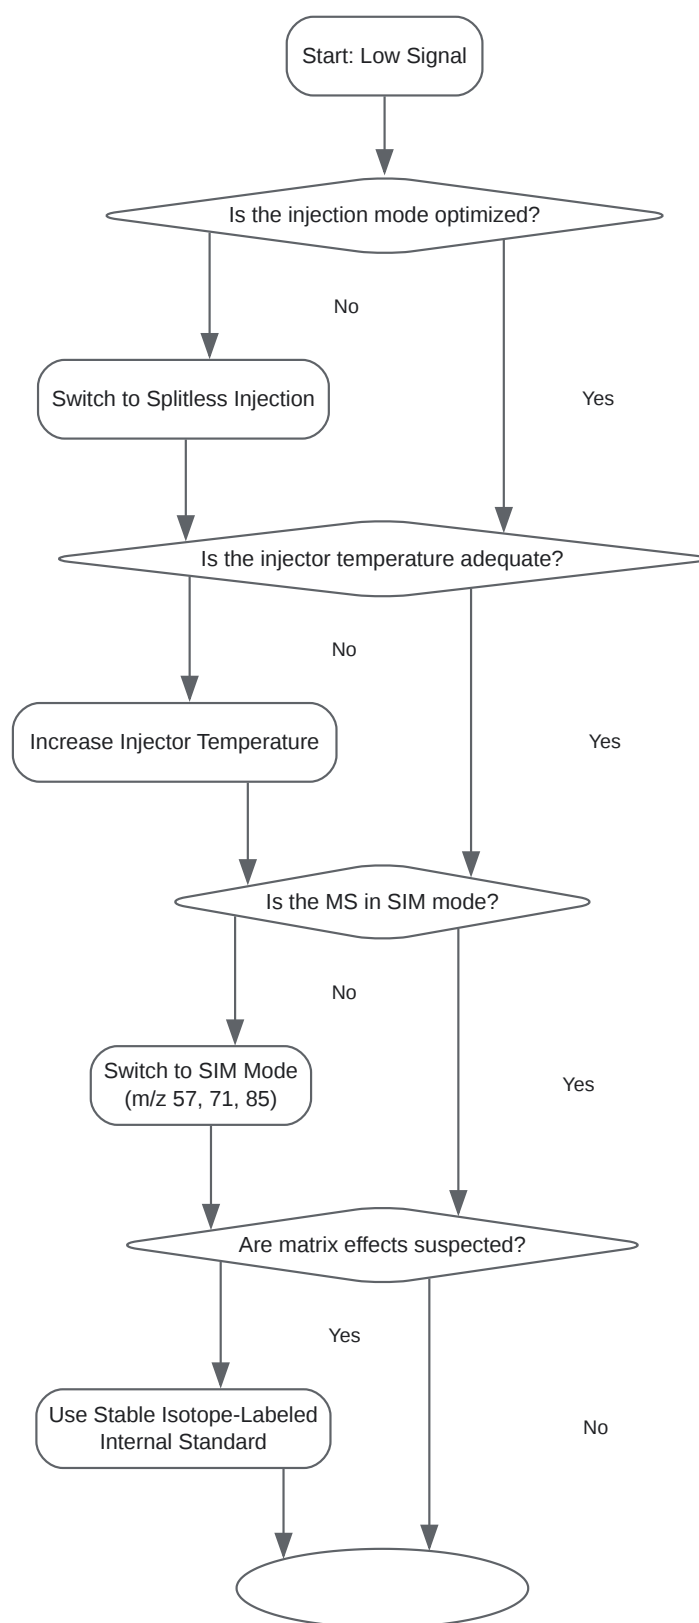 Start: Low Signal
Is the injection mode optimized?
No
Switch to Splitless Injection
Yes
Is the injector temperature adequate?
No
Increase Injector Temperature
Yes
Is the MS in SIM mode?
No
Switch to SIM Mode
(m/z 57, 71, 85)
Yes
Are matrix effects suspected?
Yes
Use Stable Isotope-Labeled
Internal Standard
No